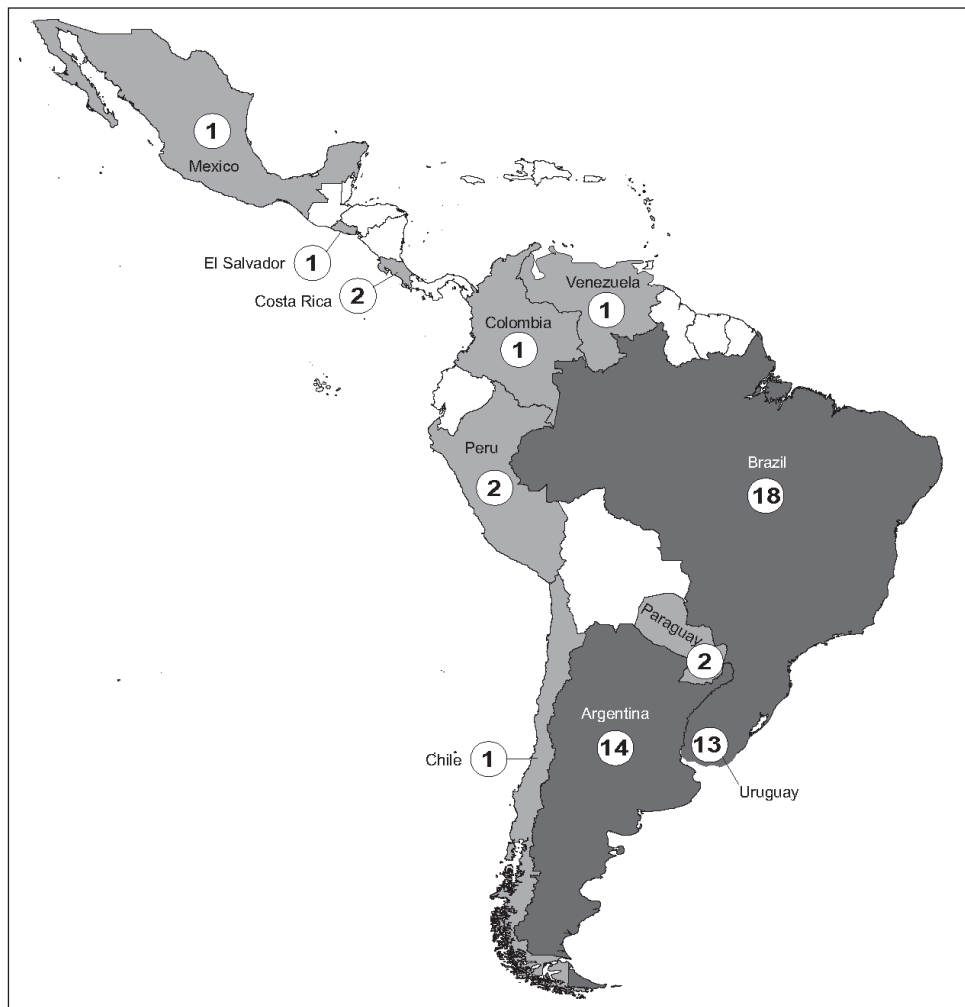 1
Mexico
El Salvador 1
Costa Rica 2
Venezuela
1
Colombia
1
Peru
2
Brazil
18
Paraguay
2
Argentina
14
13
Chile 1
Uruguay